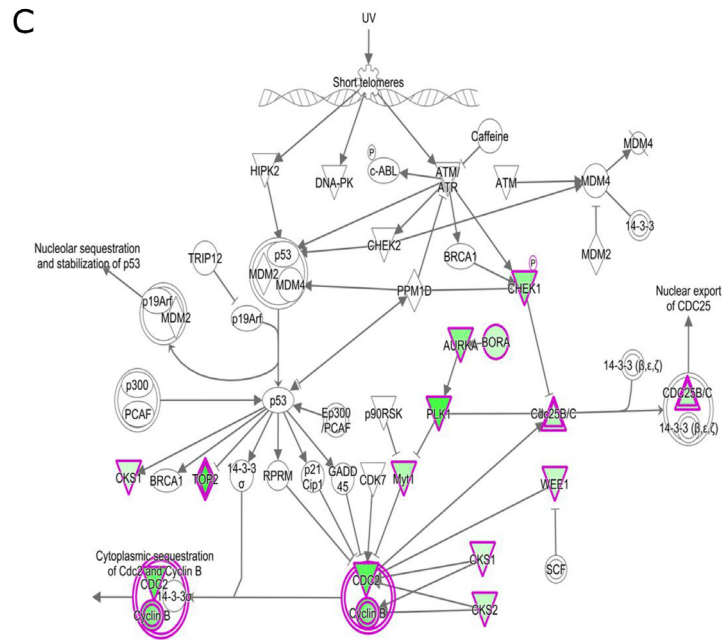 C
UV
Short telomeres
Caffeine
MDM4
P
c-ABL
ATM/
ATR
ATM
MDM4
HIPK2
DNA-PK
14-3-3
CHEK2
BRCA1
MDM2
Nucleolar sequestration
and stabilization of p53
TRIP12
p53
MDM2
MDM4
P
PPM1D
CHEK1
Nuclear export
of CDC25
p19Arf
MDM2
p19Arf
AURKA
BORA
14-3-3 (β,ε,ζ)
CDC25B/C
p300
PCAF
p53
Ep300
/PCAF
p90RSK
PLK1
Cdc25B/C
14-3-3 (β,ε,ζ)
CKS1
BRCA1
TOP2
14-3-3
σ
RPRM
p21
Cip1
GADD
45
CDK7
Myt1
WEE1
Cytoplasmic sequestration
of Cdc2 and Cyclin B
CDC2
14-3-3σ
Cyclin B
CDC2
Cyclin B
CKS1
SCF
CKS2